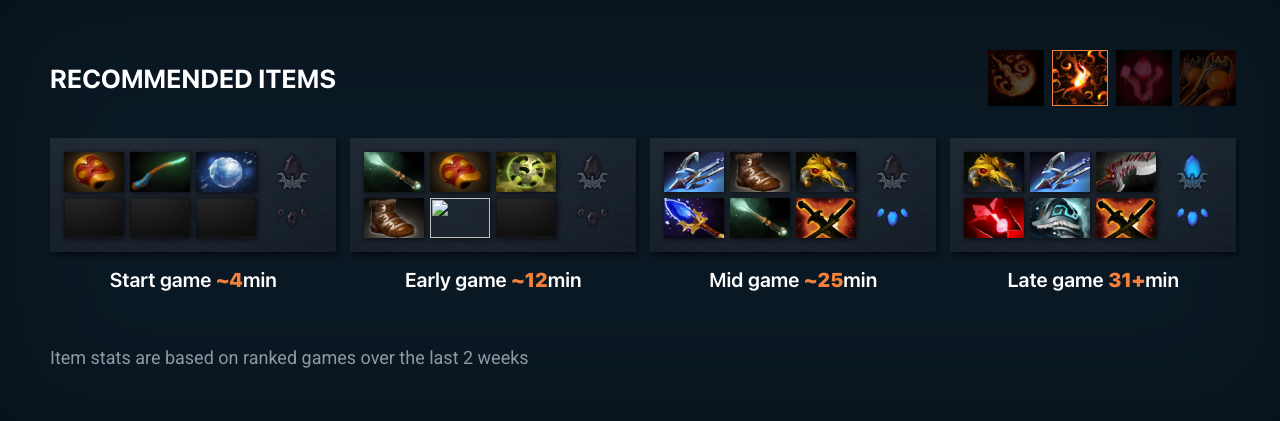 RECOMMENDED ITEMS
Start game ~4min
Early game ~12min
Mid game ~25min
Late game 31+min
Item stats are based on ranked games over the last 2 weeks